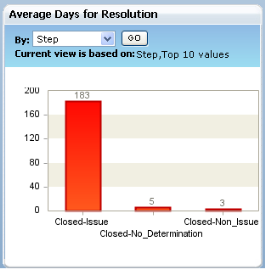 Average Days for Resolution
By: Step GO
Current view is based on: Step,Top 10 values
200
183
160
120
80
40
5
3
0
Closed-Issue
Closed-Non_Issue
Closed-No_Determination